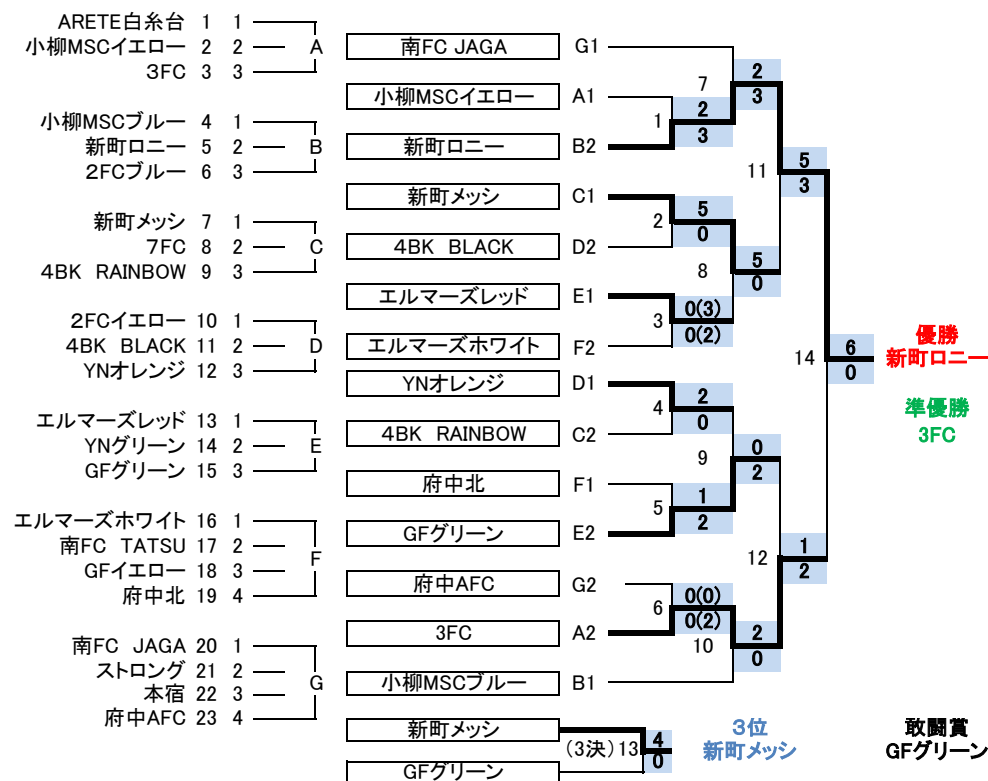 ARETE白糸台 1 1
小柳MSCイエロー 2 2 A
3FC 3 3
小柳MSCブルー 4 1
新町ロニー 5 2 B
2FCブルー 6 3
新町メッシ 7 1
7FC 8 2 C
4BK RAINBOW 9 3
2FCイエロー 10 1
4BK BLACK 11 2 D
YNオレンジ 12 3
エルマーズレッド 13 1
YNグリーン 14 2 E
GFグリーン 15 3
エルマーズホワイト 16 1
南FC TATSU 17 2 F
GFイエロー 18 3
府中北 19 4
南FC JAGA 20 1
ストロング 21 2 G
本宿 22 3
府中AFC 23 4
南FC JAGA G1
小柳MSCイエロー A1
新町ロニー B2
新町メッシ C1
4BK BLACK D2
エルマーズレッド E1
エルマーズホワイト F2
YNオレンジ D1
4BK RAINBOW C2
府中北 F1
GFグリーン E2
府中AFC G2
3FC A2
小柳MSCブルー B1
1 2
3
2 5
0
3 0(3)
0(2)
4 2
0
5 1
2
6 0(0)
0(2)
7 2
3
8 5
0
9 0
2
10 2
0
11 5
3
12 1
2
14 6
0
優勝
新町ロニー
準優勝
3FC
新町メッシ
(3決)13 4
0
GFグリーン
3位
新町メッシ
敢闘賞
GFグリーン